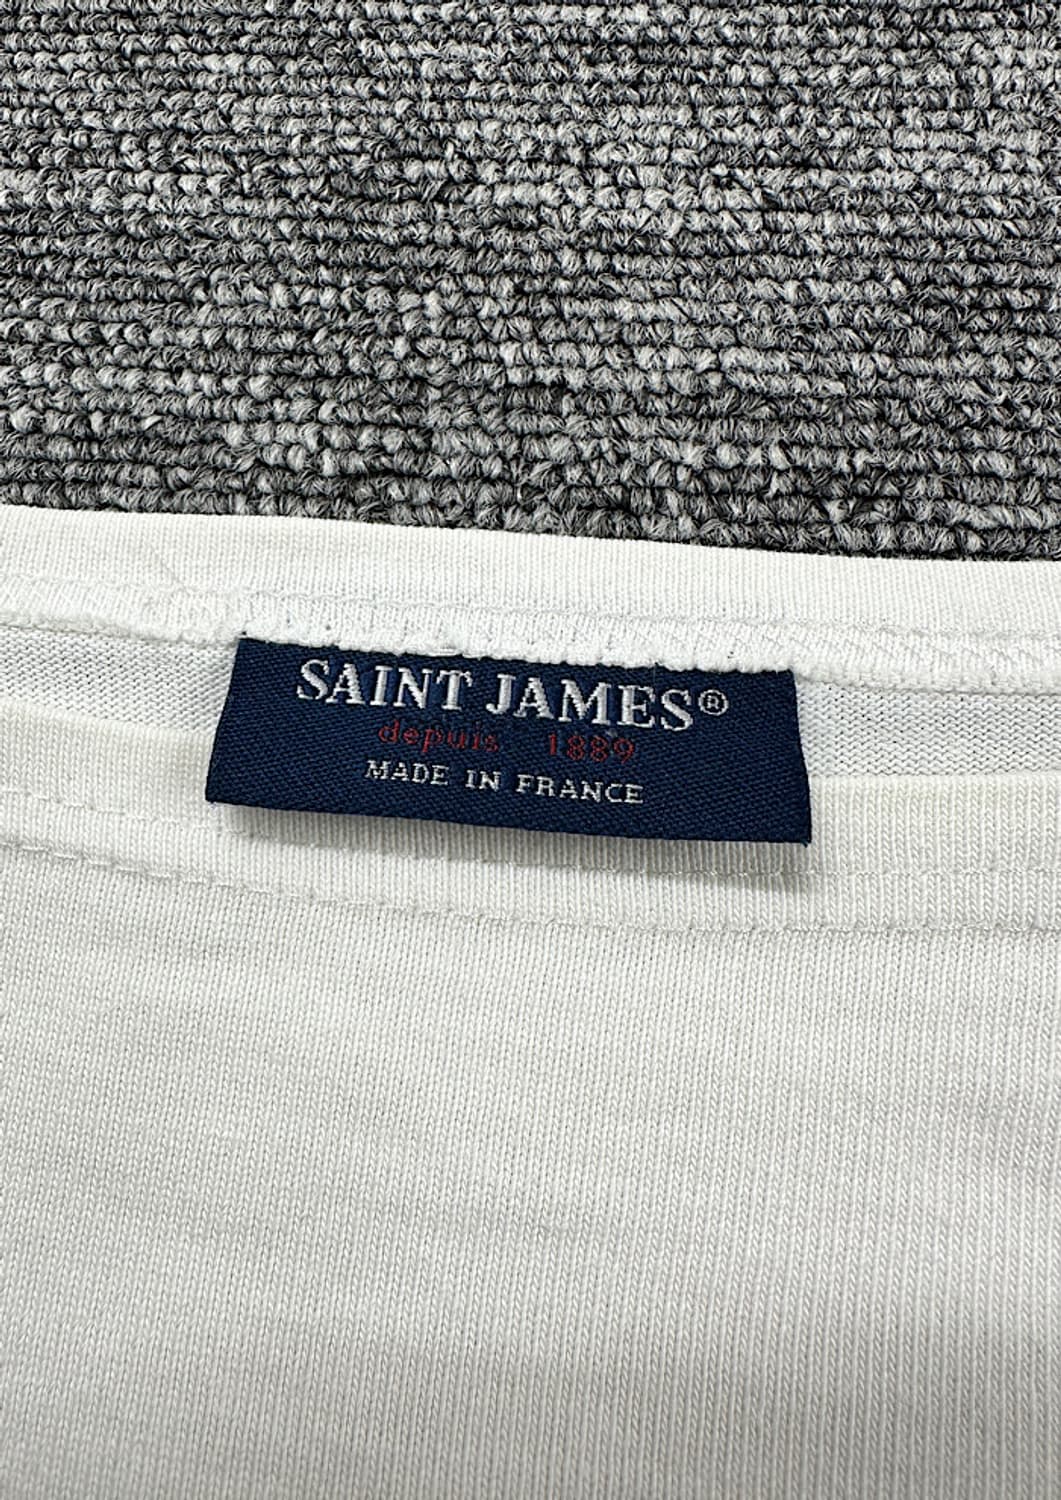 SAINT JAMES®
depuis 1889
MADE IN FRANCE